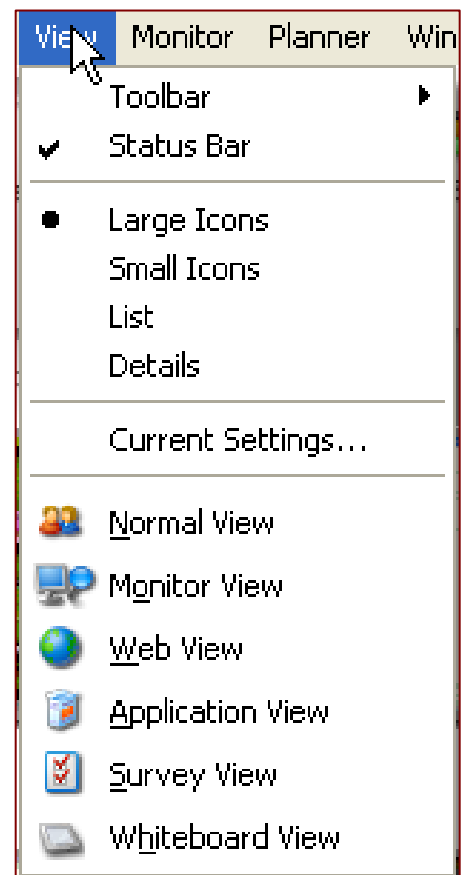 View Monitor Planner Win
Toolbar
Status Bar
Large Icons
Small Icons
List
Details
Current Settings...
Normal View
Monitor View
Web View
Application View
Survey View
Whiteboard View